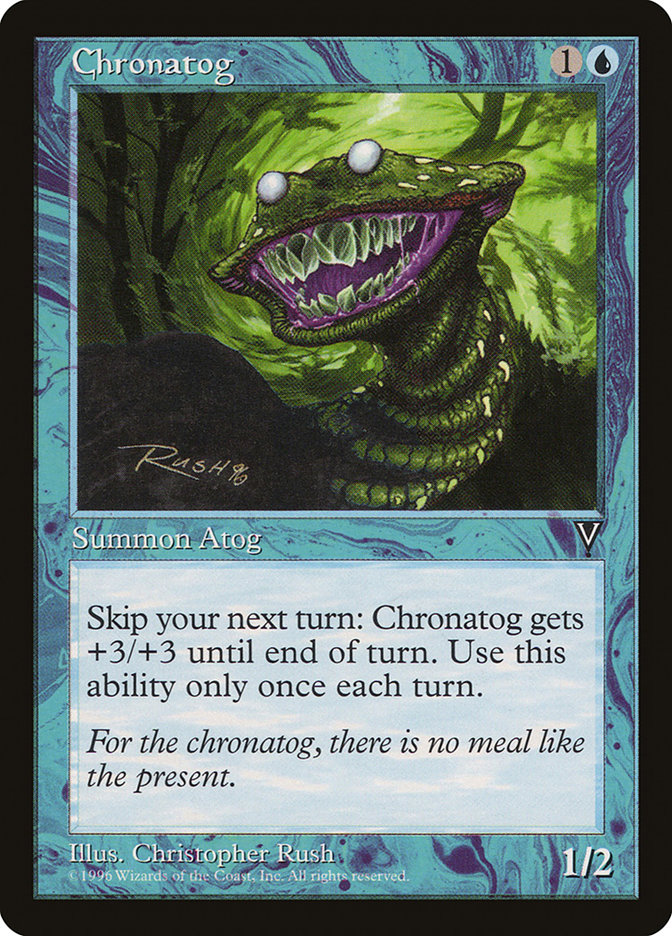 Chronatog 1
RUSH 96
Summon Atog V
Skip your next turn: Chronatog gets
+3/+3 until end of turn. Use this
ability only once each turn.
For the chronatog, there is no meal like
the present.
Illus. Christopher Rush
©1996 Wizards of the Coast, Inc. All rights reserved.
1/2